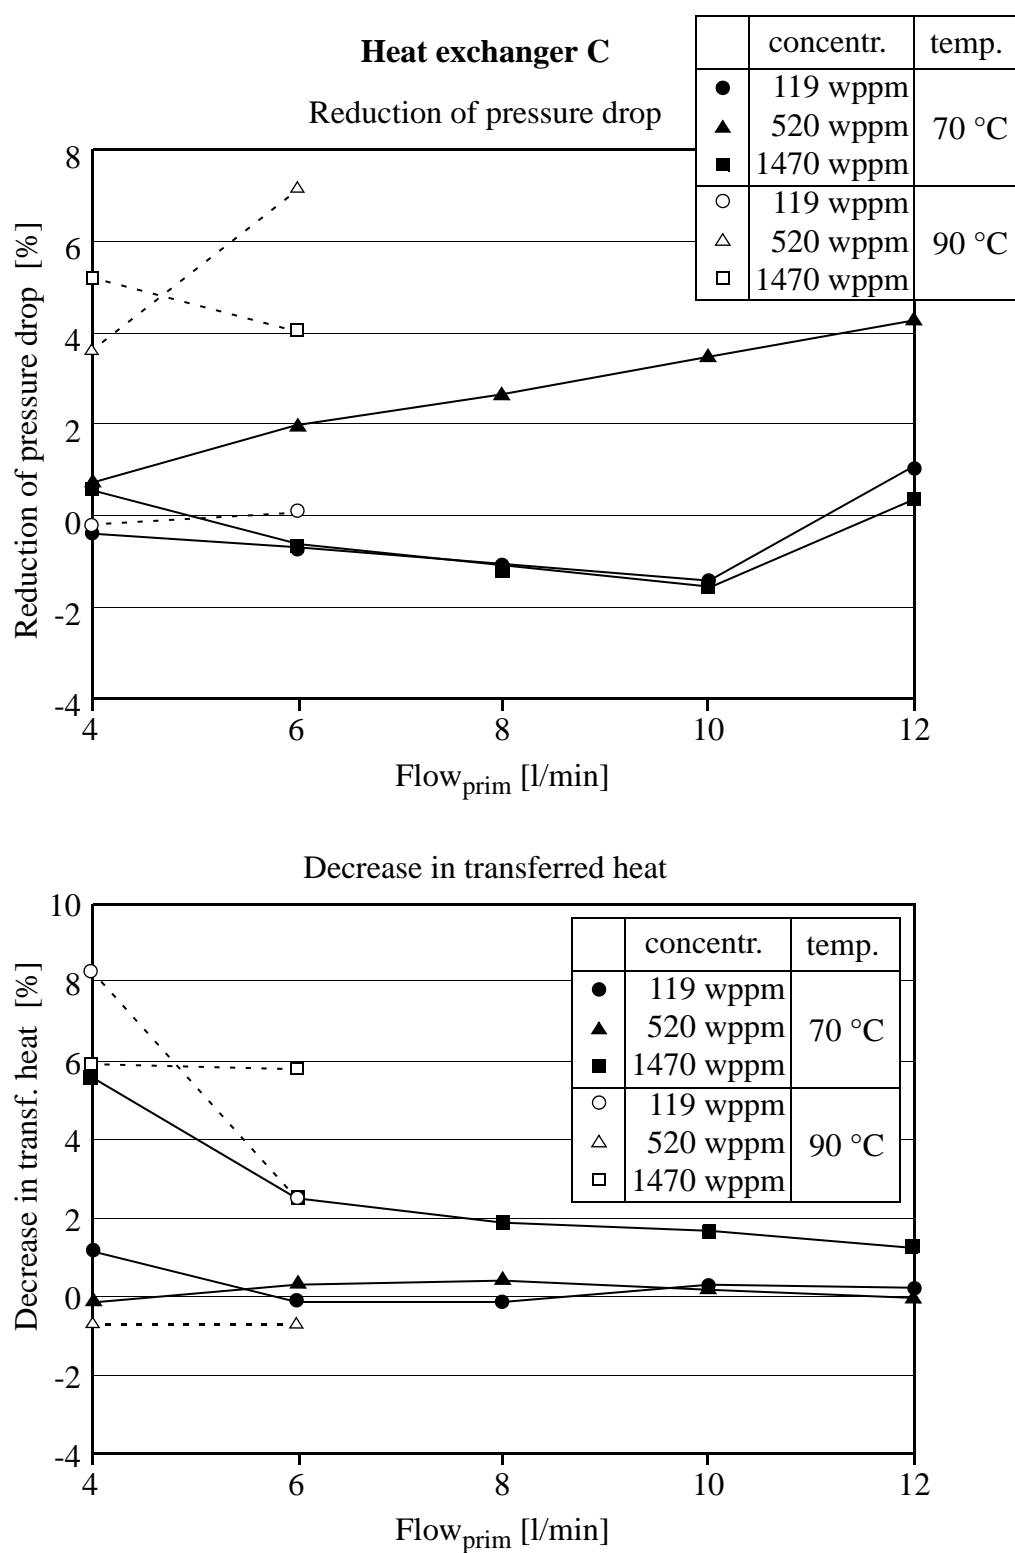 Heat exchanger C
Reduction of pressure drop
concentr. temp.
119 wppm
520 wppm 70 °C
1470 wppm
119 wppm
520 wppm 90 °C
1470 wppm
Reduction of pressure drop [%]
8
6
4
2
0
-2
-4
4 6 8 10 12
Flowprim [l/min]
Decrease in transferred heat
concentr. temp.
119 wppm
520 wppm 70 °C
1470 wppm
119 wppm
520 wppm 90 °C
1470 wppm
Decrease in transf. heat [%]
10
8
6
4
2
0
-2
-4
4 6 8 10 12
Flowprim [l/min]